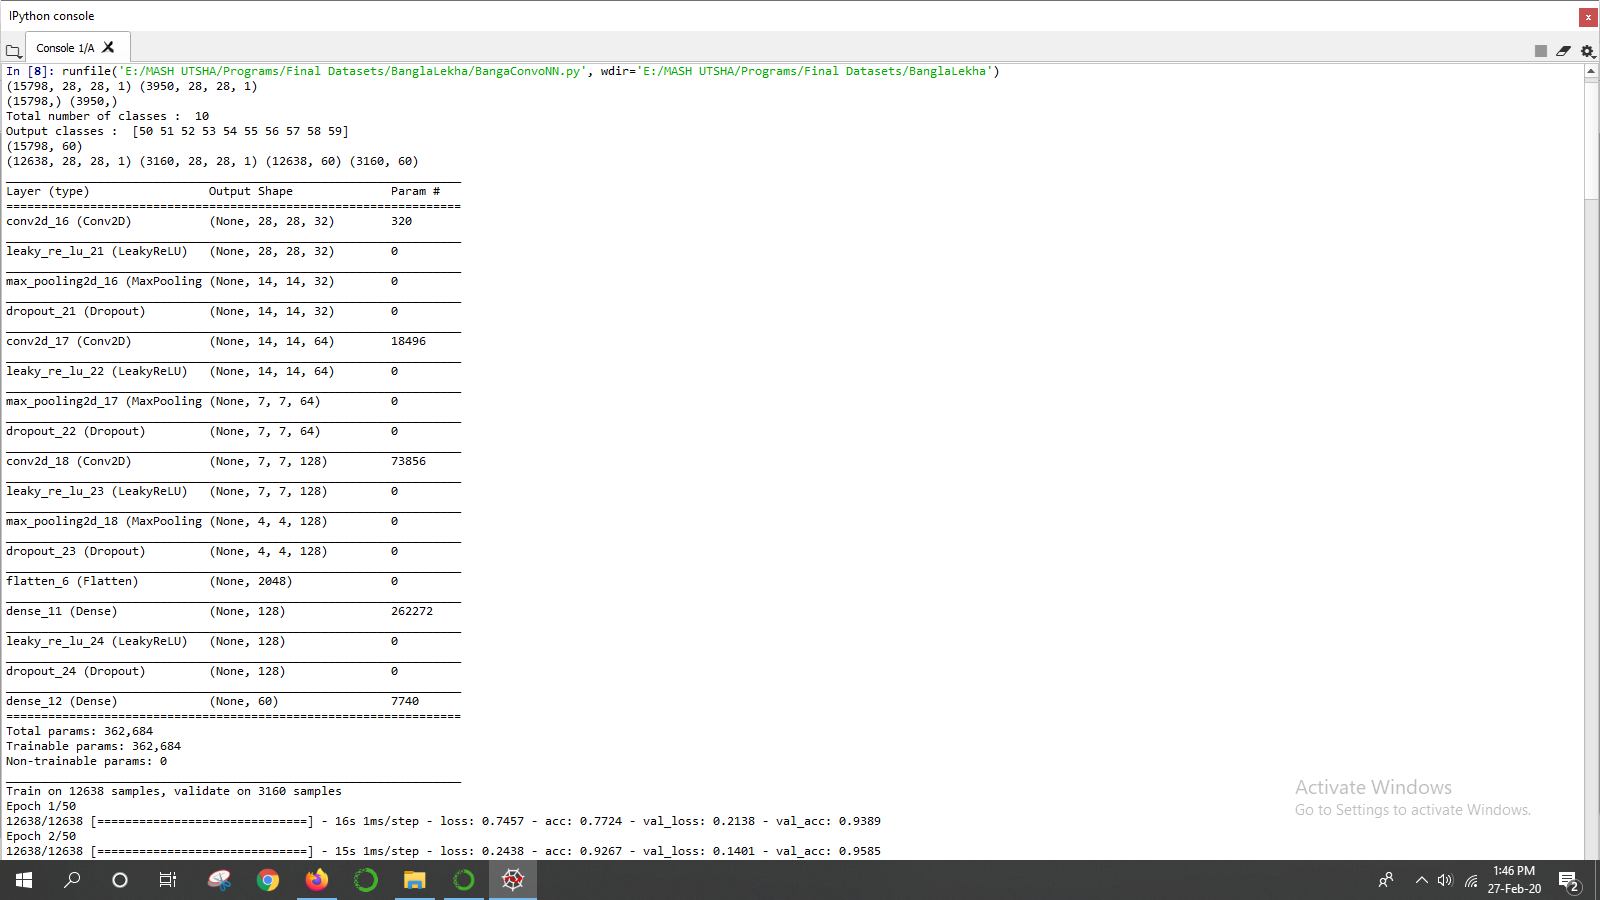 IPython console
Console 1/A
In [8]: runfile('E:/MASH UTSHA/Programs/Final Datasets/BanglaLekha/BangaConvoNN.py', wdir='E:/MASH UTSHA/Programs/Final Datasets/BanglaLekha')
(15798, 28, 28, 1) (3950, 28, 28, 1)
(15798,) (3950,)
Total number of classes :  10
Output classes :  [50 51 52 53 54 55 56 57 58 59]
(15798, 60)
(12638, 28, 28, 1) (3160, 28, 28, 1) (12638, 60) (3160, 60)
_________________________________________________________________
Layer (type)                 Output Shape              Param #
=================================================================
conv2d_16 (Conv2D)           (None, 28, 28, 32)        320
_________________________________________________________________
leaky_re_lu_21 (LeakyReLU)   (None, 28, 28, 32)        0
_________________________________________________________________
max_pooling2d_16 (MaxPooling (None, 14, 14, 32)        0
_________________________________________________________________
dropout_21 (Dropout)         (None, 14, 14, 32)        0
_________________________________________________________________
conv2d_17 (Conv2D)           (None, 14, 14, 64)        18496
_________________________________________________________________
leaky_re_lu_22 (LeakyReLU)   (None, 14, 14, 64)        0
_________________________________________________________________
max_pooling2d_17 (MaxPooling (None, 7, 7, 64)          0
_________________________________________________________________
dropout_22 (Dropout)         (None, 7, 7, 64)          0
_________________________________________________________________
conv2d_18 (Conv2D)           (None, 7, 7, 128)         73856
_________________________________________________________________
leaky_re_lu_23 (LeakyReLU)   (None, 7, 7, 128)         0
_________________________________________________________________
max_pooling2d_18 (MaxPooling (None, 4, 4, 128)         0
_________________________________________________________________
dropout_23 (Dropout)         (None, 4, 4, 128)         0
_________________________________________________________________
flatten_6 (Flatten)          (None, 2048)              0
_________________________________________________________________
dense_11 (Dense)             (None, 128)               262272
_________________________________________________________________
leaky_re_lu_24 (LeakyReLU)   (None, 128)               0
_________________________________________________________________
dropout_24 (Dropout)         (None, 128)               0
_________________________________________________________________
dense_12 (Dense)             (None, 60)                7740
=================================================================
Total params: 362,684
Trainable params: 362,684
Non-trainable params: 0
_________________________________________________________________
Train on 12638 samples, validate on 3160 samples
Epoch 1/50
12638/12638 [==============================] - 16s 1ms/step - loss: 0.7457 - acc: 0.7724 - val_loss: 0.2138 - val_acc: 0.9389
Epoch 2/50
12638/12638 [==============================] - 15s 1ms/step - loss: 0.2438 - acc: 0.9267 - val_loss: 0.1401 - val_acc: 0.9585
Activate Windows
Go to Settings to activate Windows.
1:46 PM
27-Feb-20
2